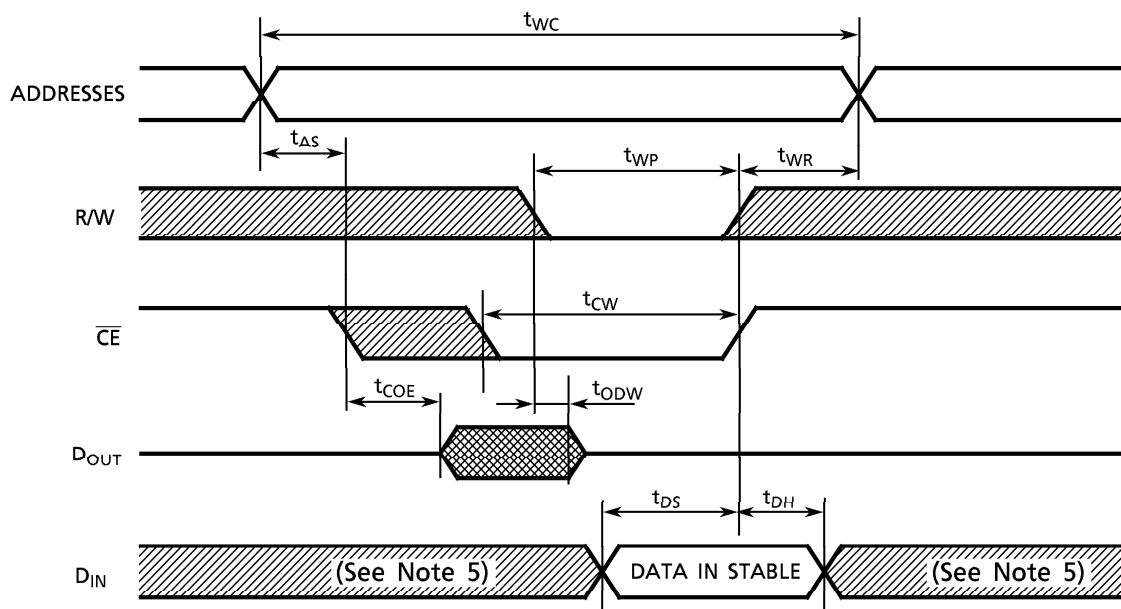 tWC
ADDRESSES
tAS
tWP
tWR
R/W
tCW
CE
tCOE
tODW
DOUT
tDS
tDH
DIN
(See Note 5)
DATA IN STABLE
(See Note 5)